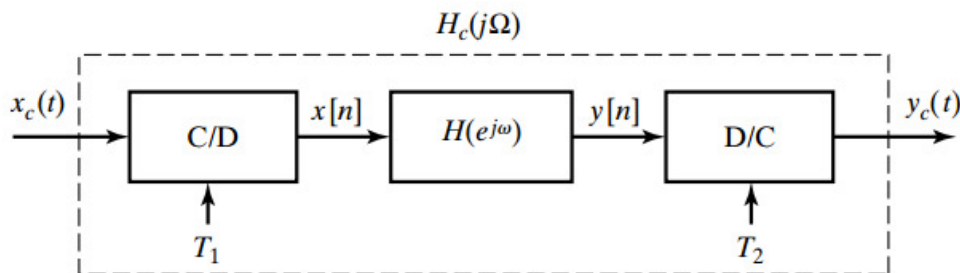 H_c(jΩ)
x_c(t)
C/D
x[n]
H(e^{jω})
y[n]
D/C
y_c(t)
T_1
T_2